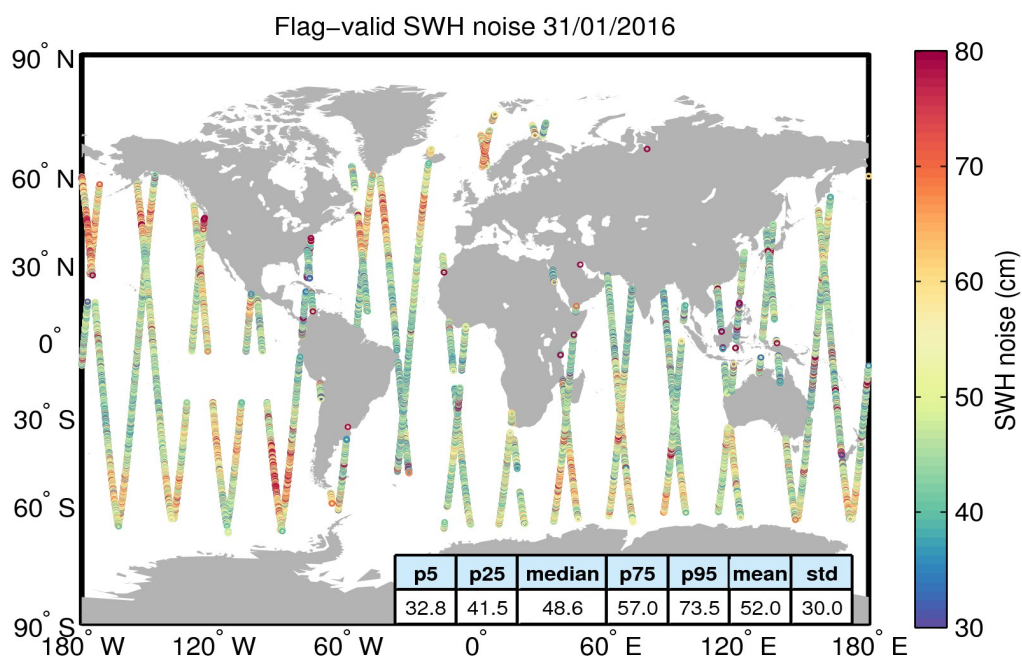 Flag−valid SWH noise 31/01/2016
90° N
60° N
30° N
0°
30° S
60° S
90° S
180° W
120° W
60° W
0°
60° E
120° E
180° E
80
70
60
50
40
30
SWH noise (cm)
p5 p25 median p75 p95 mean std
32.8 41.5 48.6 57.0 73.5 52.0 30.0